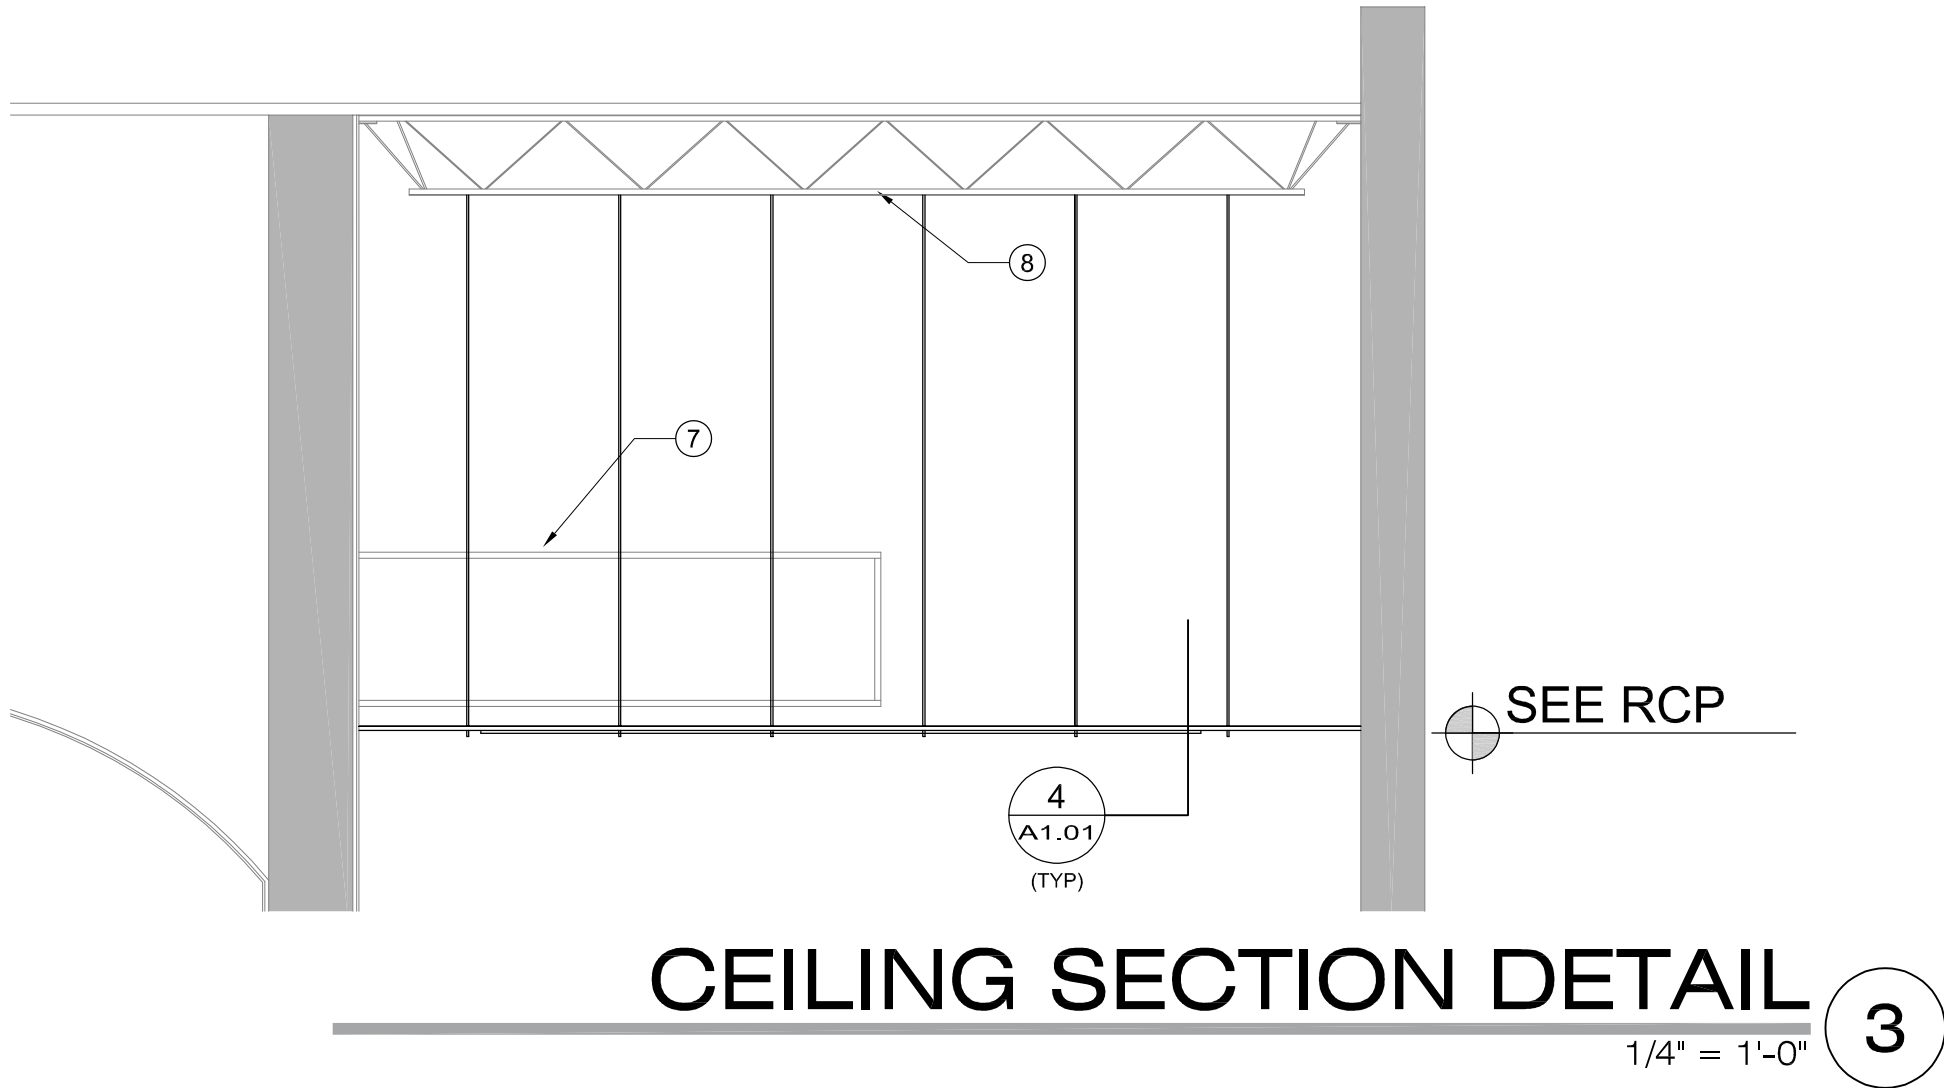 8
7
SEE RCP
4
A1.01
(TYP)
CEILING SECTION DETAIL
3
1/4" = 1'-0"